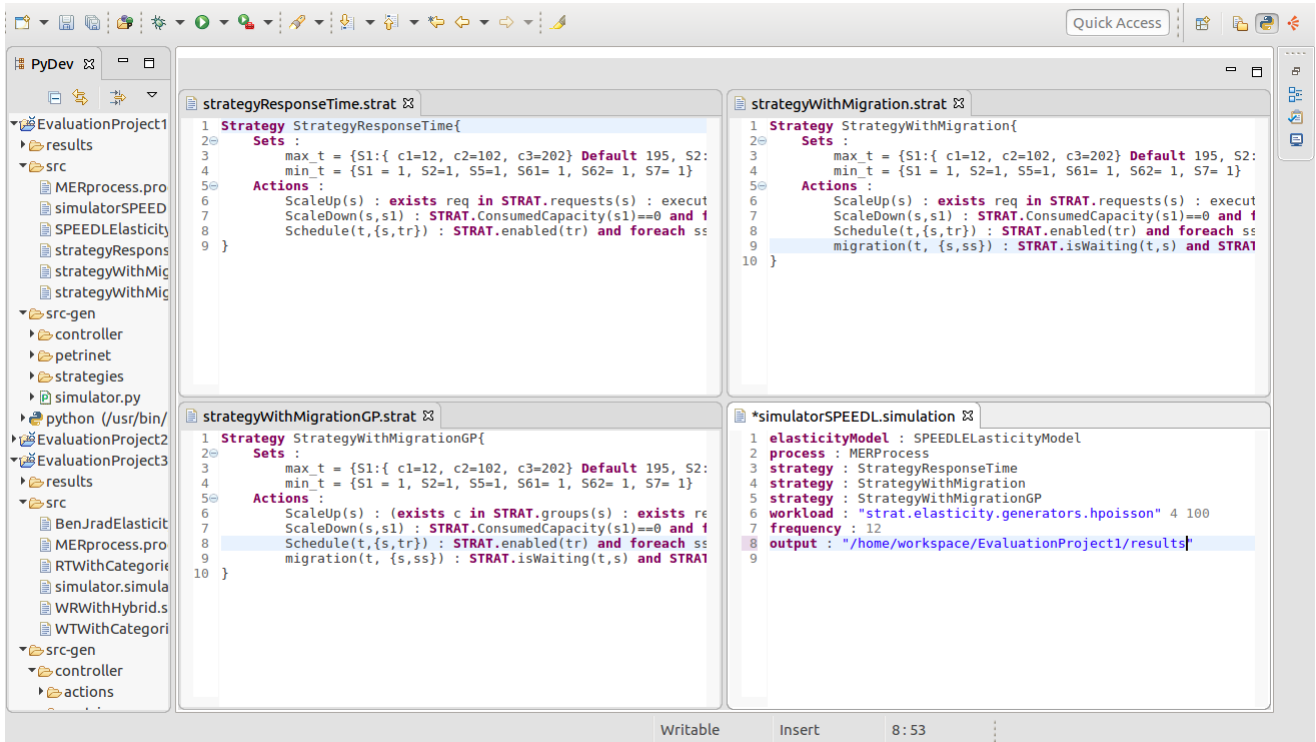 Quick Access
PyDev
EvaluationProject1
results
src
MERprocess.pro
simulatorSPEED
SPEEDLElasticity
strategyRespons
strategyWithMig
strategyWithMig
src-gen
controller
petrinet
strategies
simulator.py
python (/usr/bin/
EvaluationProject2
EvaluationProject3
results
src
BenJradElasticit
MERprocess.pro
RTWithCategorie
simulator.simula
WRWithHybrid.s
WTWithCategori
src-gen
controller
actions
strategyResponseTime.strat
1 Strategy StrategyResponseTime{
2 Sets :
3 max_t = {S1:{ c1=12, c2=102, c3=202} Default 195, S2:
4 min_t = {S1 = 1, S2=1, S5=1, S61= 1, S62= 1, S7= 1}
5 Actions :
6 ScaleUp(s) : exists req in STRAT.requests(s) : execut
7 ScaleDown(s,s1) : STRAT.ConsumedCapacity(s1)==0 and f
8 Schedule(t,{s,tr}) : STRAT.enabled(tr) and foreach ss
9 }
strategyWithMigration.strat
1 Strategy StrategyWithMigration{
2 Sets :
3 max_t = {S1:{ c1=12, c2=102, c3=202} Default 195, S2:
4 min_t = {S1 = 1, S2=1, S5=1, S61= 1, S62= 1, S7= 1}
5 Actions :
6 ScaleUp(s) : exists req in STRAT.requests(s) : execut
7 ScaleDown(s,s1) : STRAT.ConsumedCapacity(s1)==0 and f
8 Schedule(t,{s,tr}) : STRAT.enabled(tr) and foreach ss
9 migration(t, {s,ss}) : STRAT.isWaiting(t,s) and STRAT
10 }
strategyWithMigrationGP.strat
1 Strategy StrategyWithMigrationGP{
2 Sets :
3 max_t = {S1:{ c1=12, c2=102, c3=202} Default 195, S2:
4 min_t = {S1 = 1, S2=1, S5=1, S61= 1, S62= 1, S7= 1}
5 Actions :
6 ScaleUp(s) : (exists c in STRAT.groups(s) : exists re
7 ScaleDown(s,s1) : STRAT.ConsumedCapacity(s1)==0 and f
8 Schedule(t,{s,tr}) : STRAT.enabled(tr) and foreach ss
9 migration(t, {s,ss}) : STRAT.isWaiting(t,s) and STRAT
10 }
*simulatorSPEEDL.simulation
1 elasticityModel : SPEEDLELasticityModel
2 process : MERProcess
3 strategy : StrategyResponseTime
4 strategy : StrategyWithMigration
5 strategy : StrategyWithMigrationGP
6 workload : "strat.elasticity.generators.hpoisson" 4 100
7 frequency : 12
8 output : "/home/workspace/EvaluationProject1/results"
9
Writable
Insert
8:53